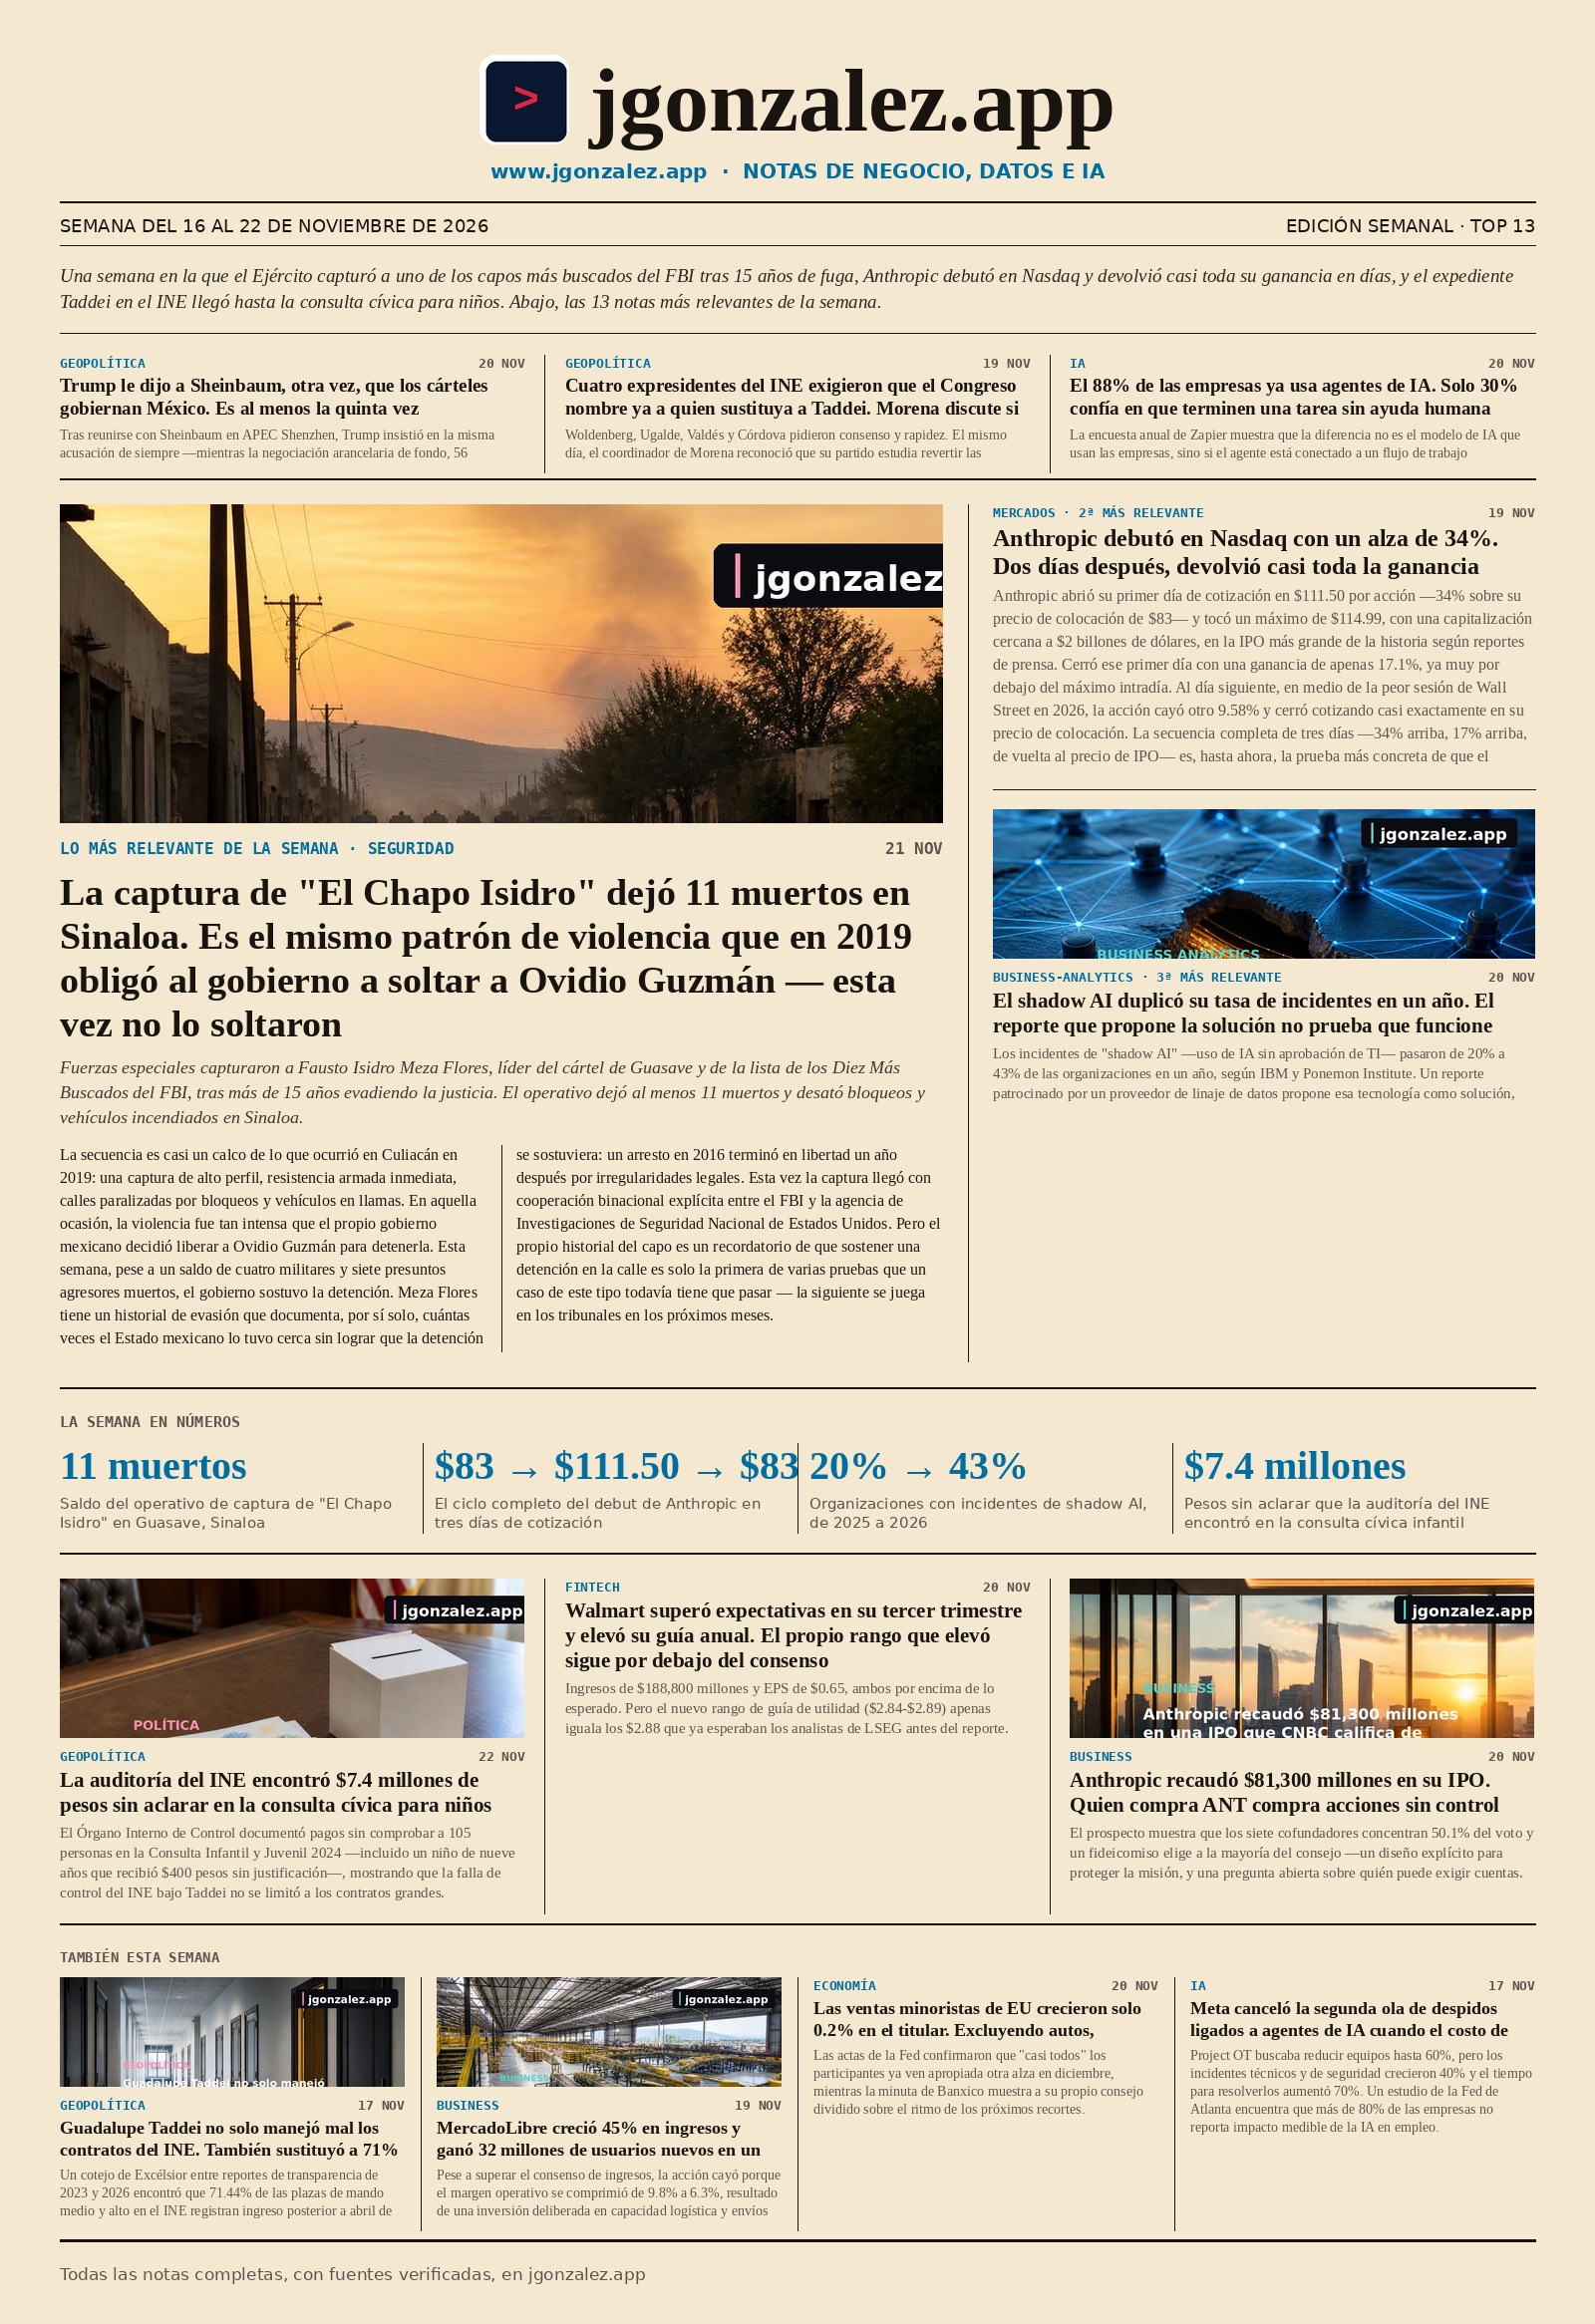 > jgonzalez.app
www.jgonzalez.app · NOTAS DE NEGOCIO, DATOS E IA
SEMANA DEL 16 AL 22 DE NOVIEMBRE DE 2026
EDICIÓN SEMANAL · TOP 13
Una semana en la que el Ejército capturó a uno de los capos más buscados del FBI tras 15 años de fuga, Anthropic debutó en Nasdaq y devolvió casi toda su ganancia en días, y el expediente
Taddei en el INE llegó hasta la consulta cívica para niños. Abajo, las 13 notas más relevantes de la semana.
GEOPOLÍTICA 20 NOV
Trump le dijo a Sheinbaum, otra vez, que los cárteles
gobiernan México. Es al menos la quinta vez
Tras reunirse con Sheinbaum en APEC Shenzhen, Trump insistió en la misma
acusación de siempre —mientras la negociación arancelaria de fondo, 56
GEOPOLÍTICA 19 NOV
Cuatro expresidentes del INE exigieron que el Congreso
nombre ya a quien sustituya a Taddei. Morena discute si
Woldenberg, Ugalde, Valdés y Córdova pidieron consenso y rapidez. El mismo
día, el coordinador de Morena reconoció que su partido estudia revertir las
IA 20 NOV
El 88% de las empresas ya usa agentes de IA. Solo 30%
confía en que terminen una tarea sin ayuda humana
La encuesta anual de Zapier muestra que la diferencia no es el modelo de IA que
usan las empresas, sino si el agente está conectado a un flujo de trabajo
jgonzalez
LO MÁS RELEVANTE DE LA SEMANA · SEGURIDAD 21 NOV
La captura de "El Chapo Isidro" dejó 11 muertos en
Sinaloa. Es el mismo patrón de violencia que en 2019
obligó al gobierno a soltar a Ovidio Guzmán — esta
vez no lo soltaron
Fuerzas especiales capturaron a Fausto Isidro Meza Flores, líder del cártel de Guasave y de la lista de los Diez Más
Buscados del FBI, tras más de 15 años evadiendo la justicia. El operativo dejó al menos 11 muertos y desató bloqueos y
vehículos incendiados en Sinaloa.
La secuencia es casi un calco de lo que ocurrió en Culiacán en
2019: una captura de alto perfil, resistencia armada inmediata,
calles paralizadas por bloqueos y vehículos en llamas. En aquella
ocasión, la violencia fue tan intensa que el propio gobierno
mexicano decidió liberar a Ovidio Guzmán para detenerla. Esta
semana, pese a un saldo de cuatro militares y siete presuntos
agresores muertos, el gobierno sostuvo la detención. Meza Flores
tiene un historial de evasión que documenta, por sí solo, cuántas
veces el Estado mexicano lo tuvo cerca sin lograr que la detención
se sostuviera: un arresto en 2016 terminó en libertad un año
después por irregularidades legales. Esta vez la captura llegó con
cooperación binacional explícita entre el FBI y la agencia de
Investigaciones de Seguridad Nacional de Estados Unidos. Pero el
propio historial del capo es un recordatorio de que sostener una
detención en la calle es solo la primera de varias pruebas que un
caso de este tipo todavía tiene que pasar — la siguiente se juega
en los tribunales en los próximos meses.
MERCADOS · 2ª MÁS RELEVANTE 19 NOV
Anthropic debutó en Nasdaq con un alza de 34%.
Dos días después, devolvió casi toda la ganancia
Anthropic abrió su primer día de cotización en $111.50 por acción —34% sobre su
precio de colocación de $83— y tocó un máximo de $114.99, con una capitalización
cercana a $2 billones de dólares, en la IPO más grande de la historia según reportes
de prensa. Cerró ese primer día con una ganancia de apenas 17.1%, ya muy por
debajo del máximo intradía. Al día siguiente, en medio de la peor sesión de Wall
Street en 2026, la acción cayó otro 9.58% y cerró cotizando casi exactamente en su
precio de colocación. La secuencia completa de tres días —34% arriba, 17% arriba,
de vuelta al precio de IPO— es, hasta ahora, la prueba más concreta de que el
jgonzalez.app
BUSINESS ANALYTICS
BUSINESS-ANALYTICS · 3ª MÁS RELEVANTE 20 NOV
El shadow AI duplicó su tasa de incidentes en un año. El
reporte que propone la solución no prueba que funcione
Los incidentes de "shadow AI" —uso de IA sin aprobación de TI— pasaron de 20% a
43% de las organizaciones en un año, según IBM y Ponemon Institute. Un reporte
patrocinado por un proveedor de linaje de datos propone esa tecnología como solución,
LA SEMANA EN NÚMEROS
11 muertos
Saldo del operativo de captura de "El Chapo
Isidro" en Guasave, Sinaloa
$83 → $111.50 → $83
El ciclo completo del debut de Anthropic en
tres días de cotización
20% → 43%
Organizaciones con incidentes de shadow AI,
de 2025 a 2026
$7.4 millones
Pesos sin aclarar que la auditoría del INE
encontró en la consulta cívica infantil
jgonzalez.app
POLÍTICA
GEOPOLÍTICA 22 NOV
La auditoría del INE encontró $7.4 millones de
pesos sin aclarar en la consulta cívica para niños
El Órgano Interno de Control documentó pagos sin comprobar a 105
personas en la Consulta Infantil y Juvenil 2024 —incluido un niño de nueve
años que recibió $400 pesos sin justificación—, mostrando que la falla de
control del INE bajo Taddei no se limitó a los contratos grandes.
FINTECH 20 NOV
Walmart superó expectativas en su tercer trimestre
y elevó su guía anual. El propio rango que elevó
sigue por debajo del consenso
Ingresos de $188,800 millones y EPS de $0.65, ambos por encima de lo
esperado. Pero el nuevo rango de guía de utilidad ($2.84-$2.89) apenas
iguala los $2.88 que ya esperaban los analistas de LSEG antes del reporte.
jgonzalez.app
BUSINESS
Anthropic recaudó $81,300 millones
en una IPO que CNBC califica de
BUSINESS 20 NOV
Anthropic recaudó $81,300 millones en su IPO.
Quien compra ANT compra acciones sin control
El prospecto muestra que los siete cofundadores concentran 50.1% del voto y
un fideicomiso elige a la mayoría del consejo —un diseño explícito para
proteger la misión, y una pregunta abierta sobre quién puede exigir cuentas.
TAMBIÉN ESTA SEMANA
jgonzalez.app
GEOPOLÍTICA
Guadalupe Taddei no solo manejó
GEOPOLÍTICA 17 NOV
Guadalupe Taddei no solo manejó mal los
contratos del INE. También sustituyó a 71%
Un cotejo de Excélsior entre reportes de transparencia de
2023 y 2026 encontró que 71.44% de las plazas de mando
medio y alto en el INE registran ingreso posterior a abril de
jgonzalez.app
BUSINESS
BUSINESS 19 NOV
MercadoLibre creció 45% en ingresos y
ganó 32 millones de usuarios nuevos en un
Pese a superar el consenso de ingresos, la acción cayó porque
el margen operativo se comprimió de 9.8% a 6.3%, resultado
de una inversión deliberada en capacidad logística y envíos
ECONOMÍA 20 NOV
Las ventas minoristas de EU crecieron solo
0.2% en el titular. Excluyendo autos,
Las actas de la Fed confirmaron que "casi todos" los
participantes ya ven apropiada otra alza en diciembre,
mientras la minuta de Banxico muestra a su propio consejo
dividido sobre el ritmo de los próximos recortes.
IA 17 NOV
Meta canceló la segunda ola de despidos
ligados a agentes de IA cuando el costo de
Project OT buscaba reducir equipos hasta 60%, pero los
incidentes técnicos y de seguridad crecieron 40% y el tiempo
para resolverlos aumentó 70%. Un estudio de la Fed de
Atlanta encuentra que más de 80% de las empresas no
reporta impacto medible de la IA en empleo.
Todas las notas completas, con fuentes verificadas, en jgonzalez.app